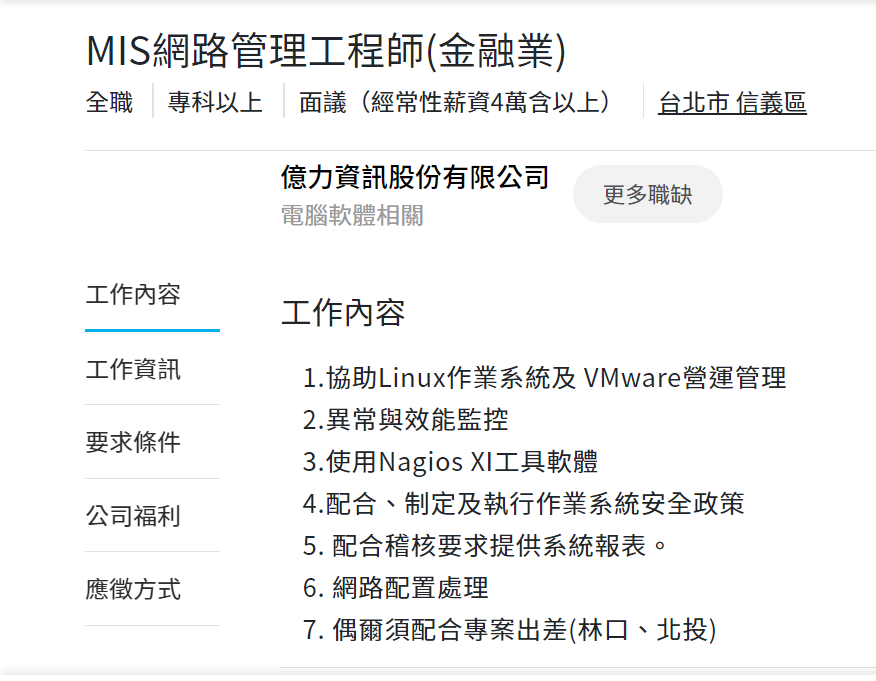 MIS網路管理工程師(金融業)
全職 專科以上 面議（經常性薪資4萬含以上） 台北市 信義區
億力資訊股份有限公司
更多職缺
電腦軟體相關
工作內容
工作資訊
要求條件
公司福利
應徵方式
工作內容
1.協助Linux作業系統及 VMware營運管理
2.異常與效能監控
3.使用Nagios XI工具軟體
4.配合、制定及執行作業系統安全政策
5. 配合稽核要求提供系統報表。
6. 網路配置處理
7. 偶爾須配合專案出差(林口、北投)